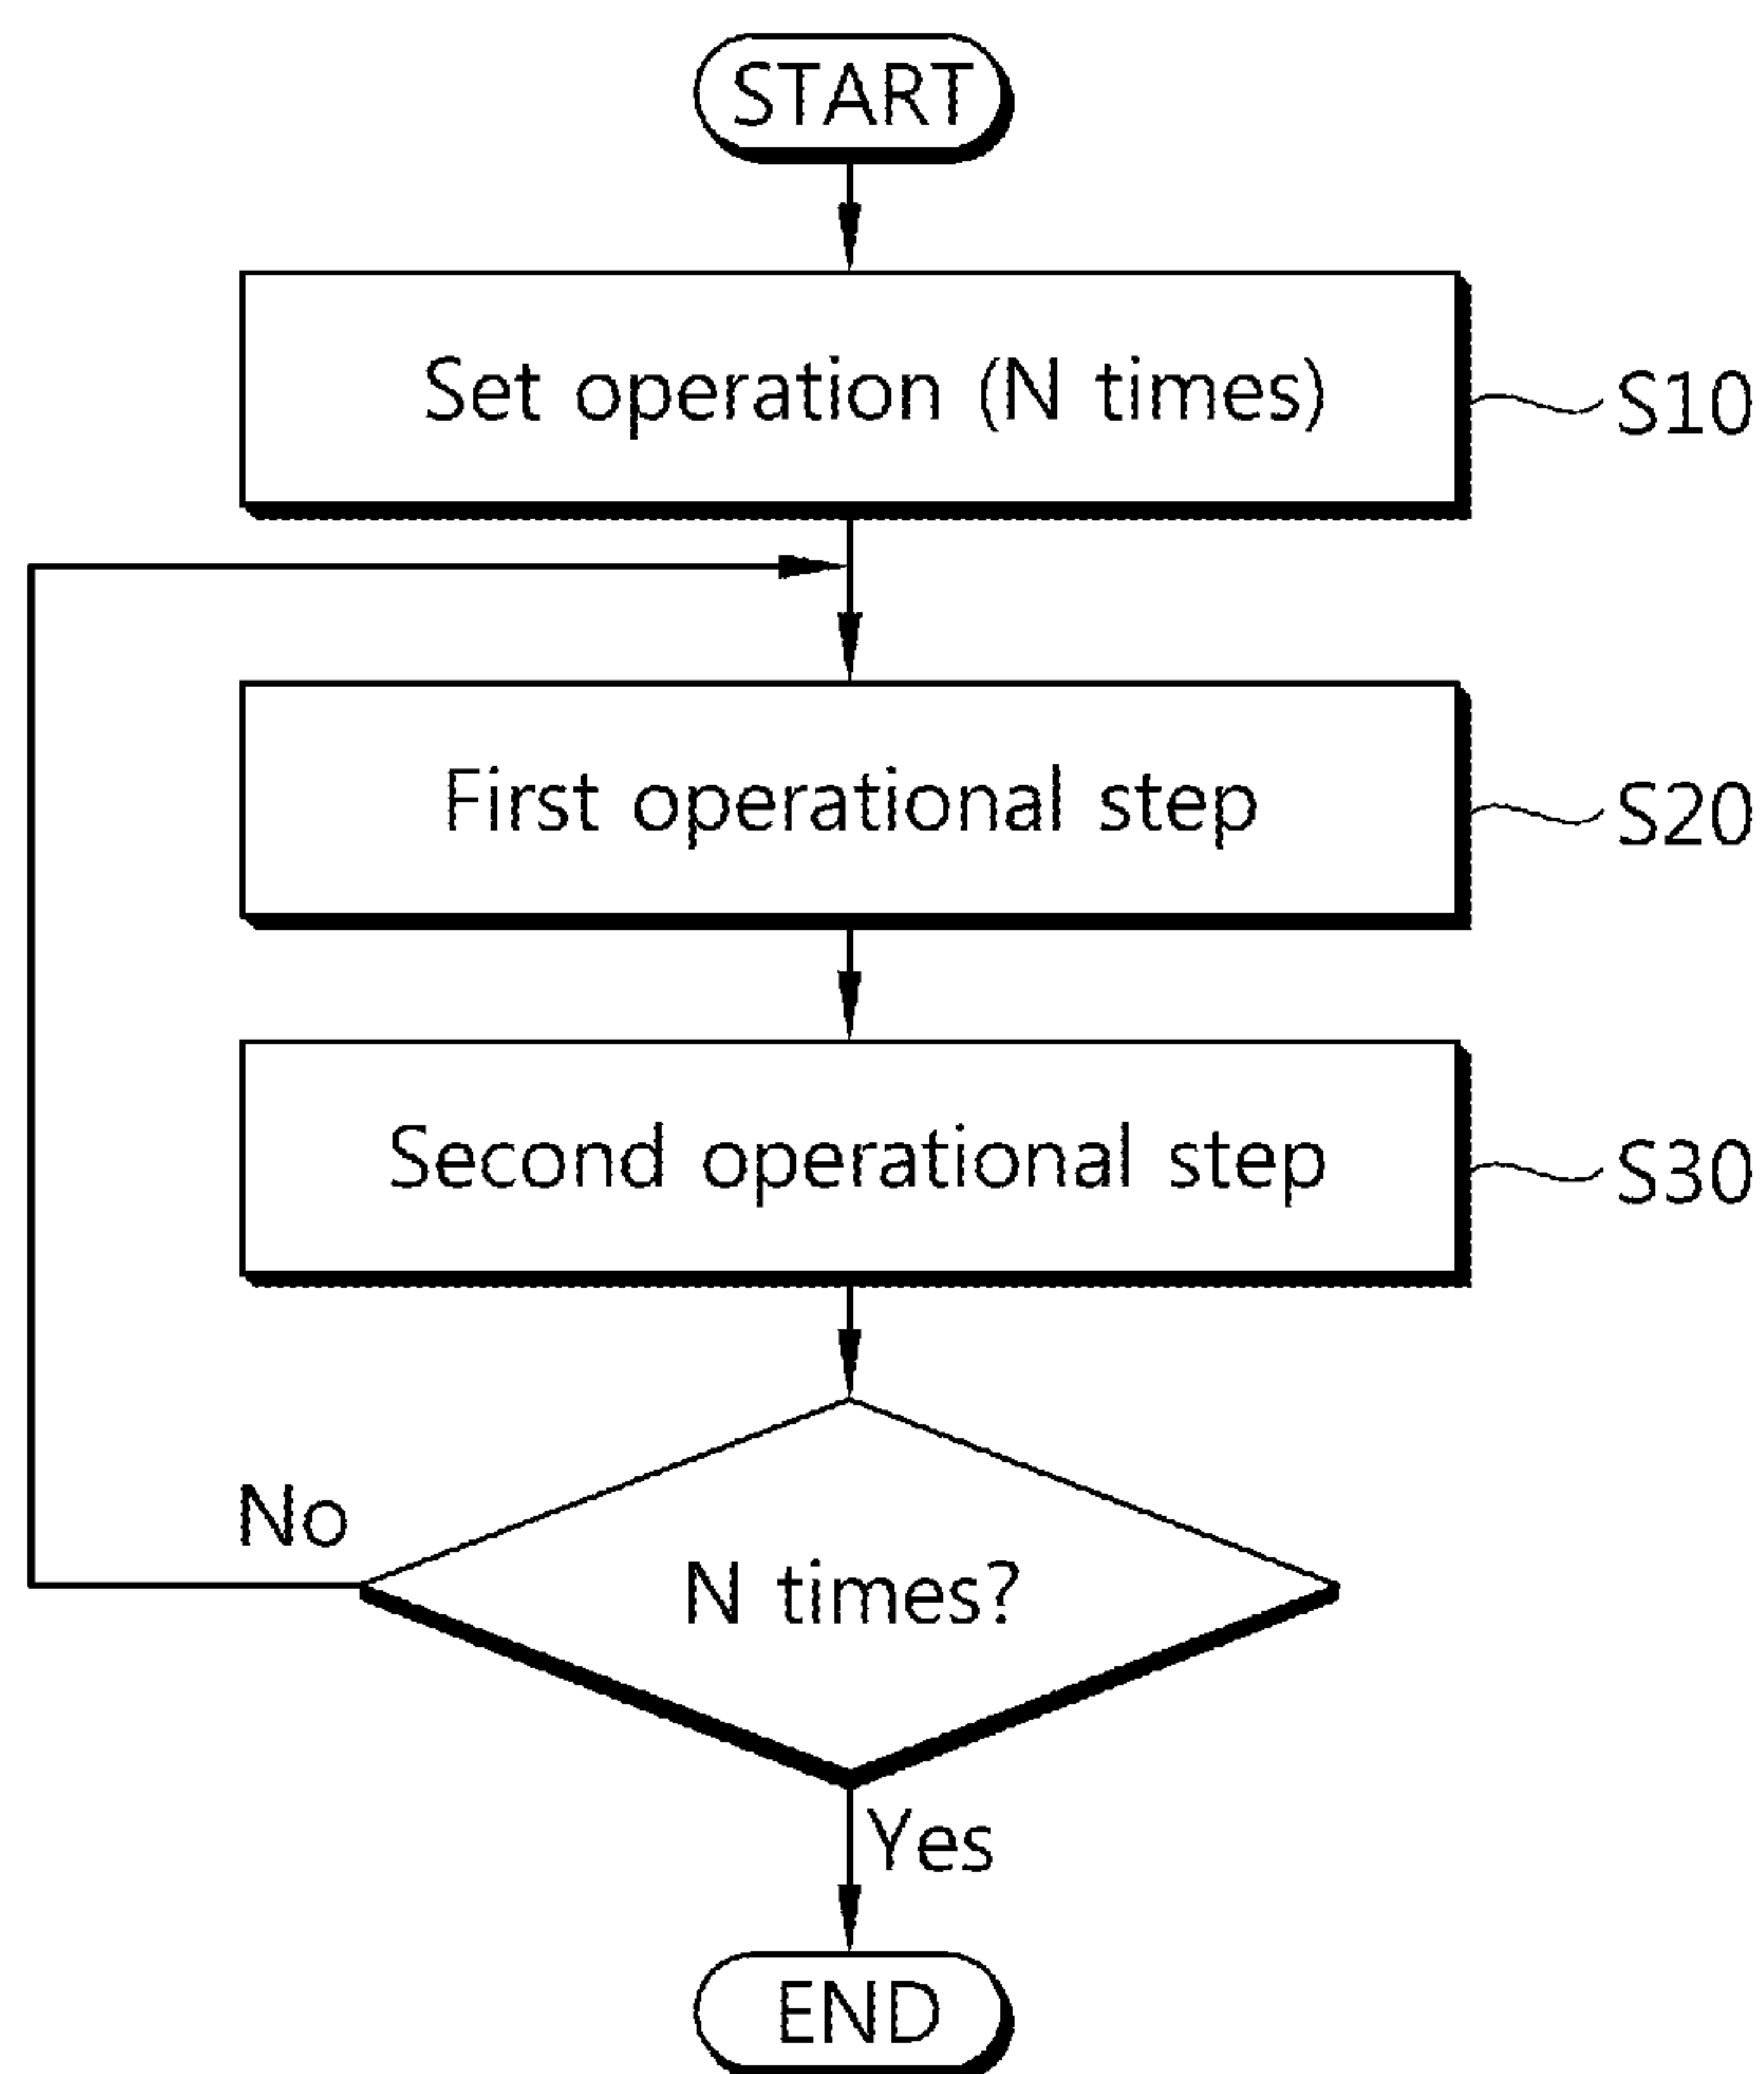 START
Set operation (N times)
S10
First operational step
S20
Second operational step
S30
No
N times?
Yes
END